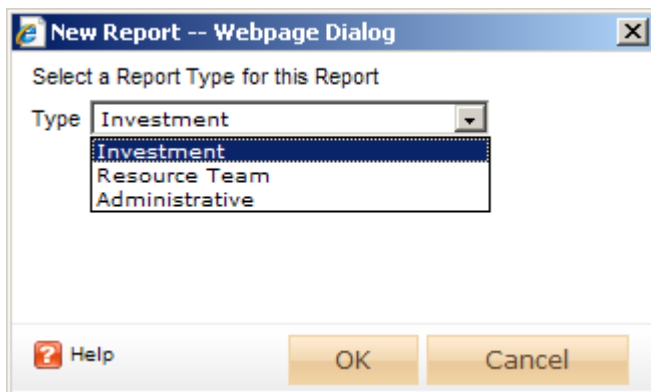 New Report -- Webpage Dialog
Select a Report Type for this Report
Type Investment
Investment
Resource Team
Administrative
? Help OK Cancel